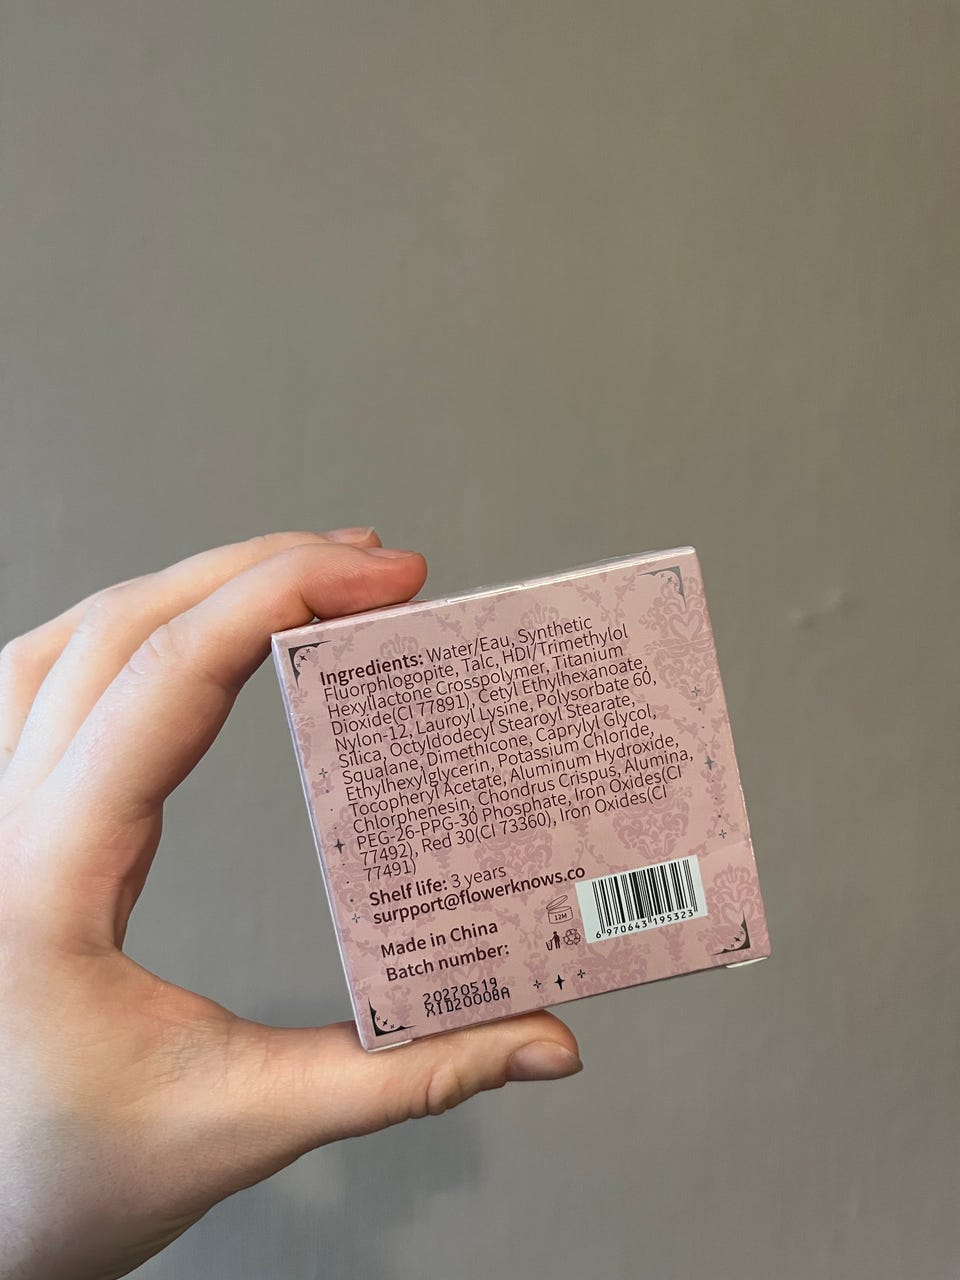 Ingredients: Water/Eau, Synthetic
Fluorphlogopite, Talc, HDI/Trimethylol
Hexyllactone Crosspolymer, Titanium
Dioxide(CI 77891), Cetyl Ethylhexanoate,
Nylon-12, Lauroyl Lysine, Polysorbate 60,
Silica, Octyldodecyl Stearoyl Stearate,
Squalane, Dimethicone, Caprylyl Glycol,
Ethylhexylglycerin, Potassium Chloride,
Tocopheryl Acetate, Aluminum Hydroxide,
Chlorphenesin, Chondrus Crispus, Alumina,
PEG-26-PPG-30 Phosphate, Iron Oxides(CI
77492), Red 30(CI 73360), Iron Oxides(CI
77491)
Shelf life: 3 years
surpport@flowerknows.co
12M
6 970643 195323
Made in China
Batch number:
20270519
XID20008A